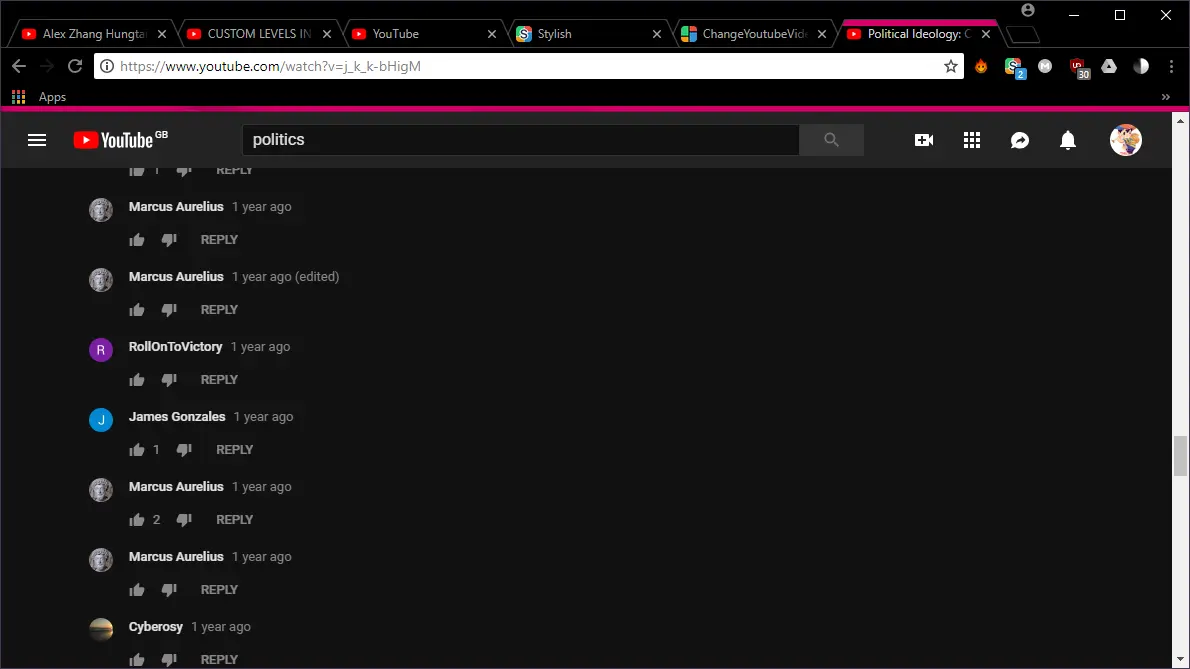 Alex Zhang Hungta
CUSTOM LEVELS IN
YouTube
Stylish
ChangeYoutubeVide
Political Ideology: C
https://www.youtube.com/watch?v=j_k_k-bHigM
2
M
30
Apps
»
YouTube GB
politics
1 REPLY
Marcus Aurelius 1 year ago
REPLY
Marcus Aurelius 1 year ago (edited)
REPLY
R
RollOnToVictory 1 year ago
REPLY
J
James Gonzales 1 year ago
1 REPLY
Marcus Aurelius 1 year ago
2 REPLY
Marcus Aurelius 1 year ago
REPLY
Cyberosy 1 year ago
REPLY